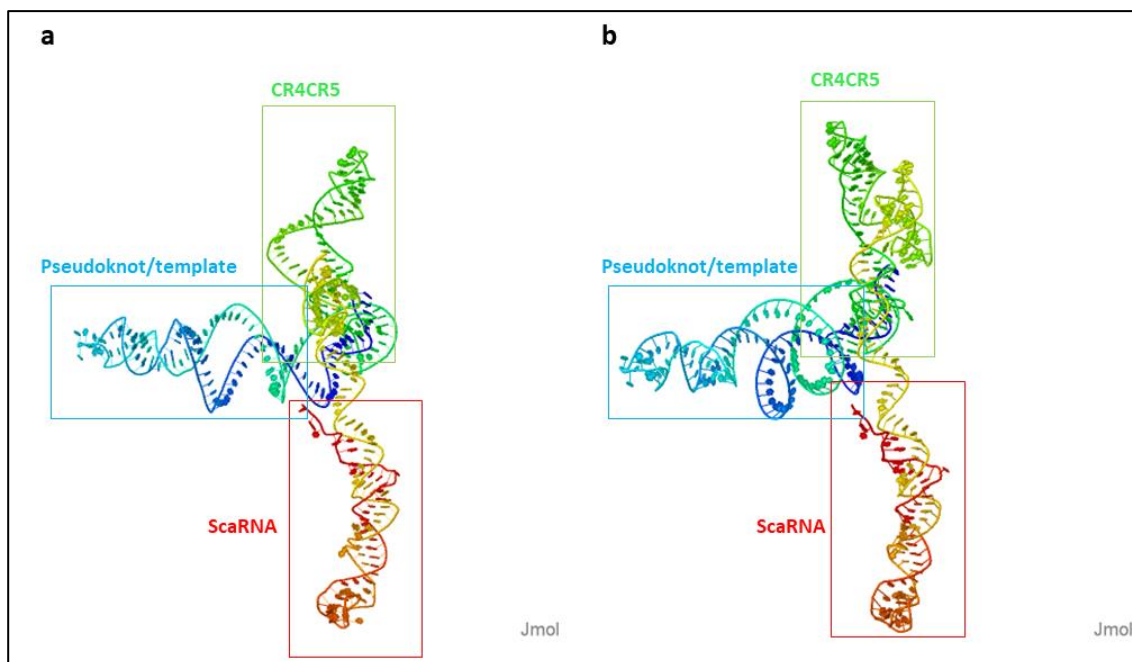 a
CR4CR5
Pseudoknot/template
ScaRNA
Jmol
b
CR4CR5
Pseudoknot/template
ScaRNA
Jmol